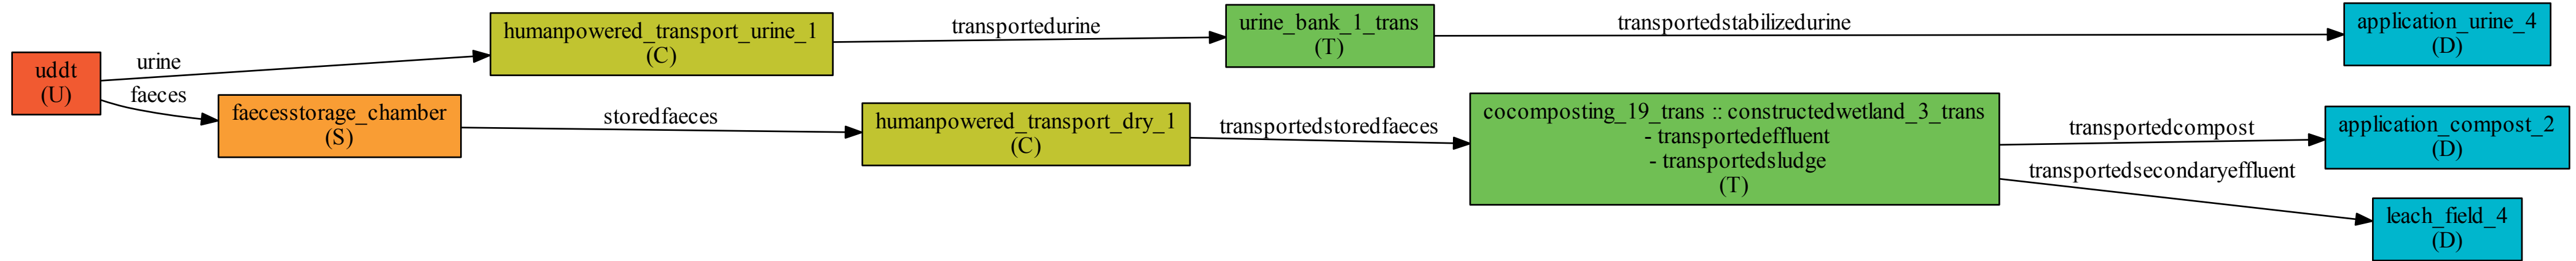 uddt
(U)
urine
faeces
humanpowered_transport_urine_1
(C)
faecesstorage_chamber
(S)
transportedurine
storedfaeces
humanpowered_transport_dry_1
(C)
urine_bank_1_trans
(T)
transportedstoredfaeces
cocomposting_19_trans :: constructedwetland_3_trans
- transportedeffluent
- transportedsludge
(T)
transportedstabilizedurine
transportedcompost
transportedsecondaryeffluent
application_urine_4
(D)
application_compost_2
(D)
leach_field_4
(D)